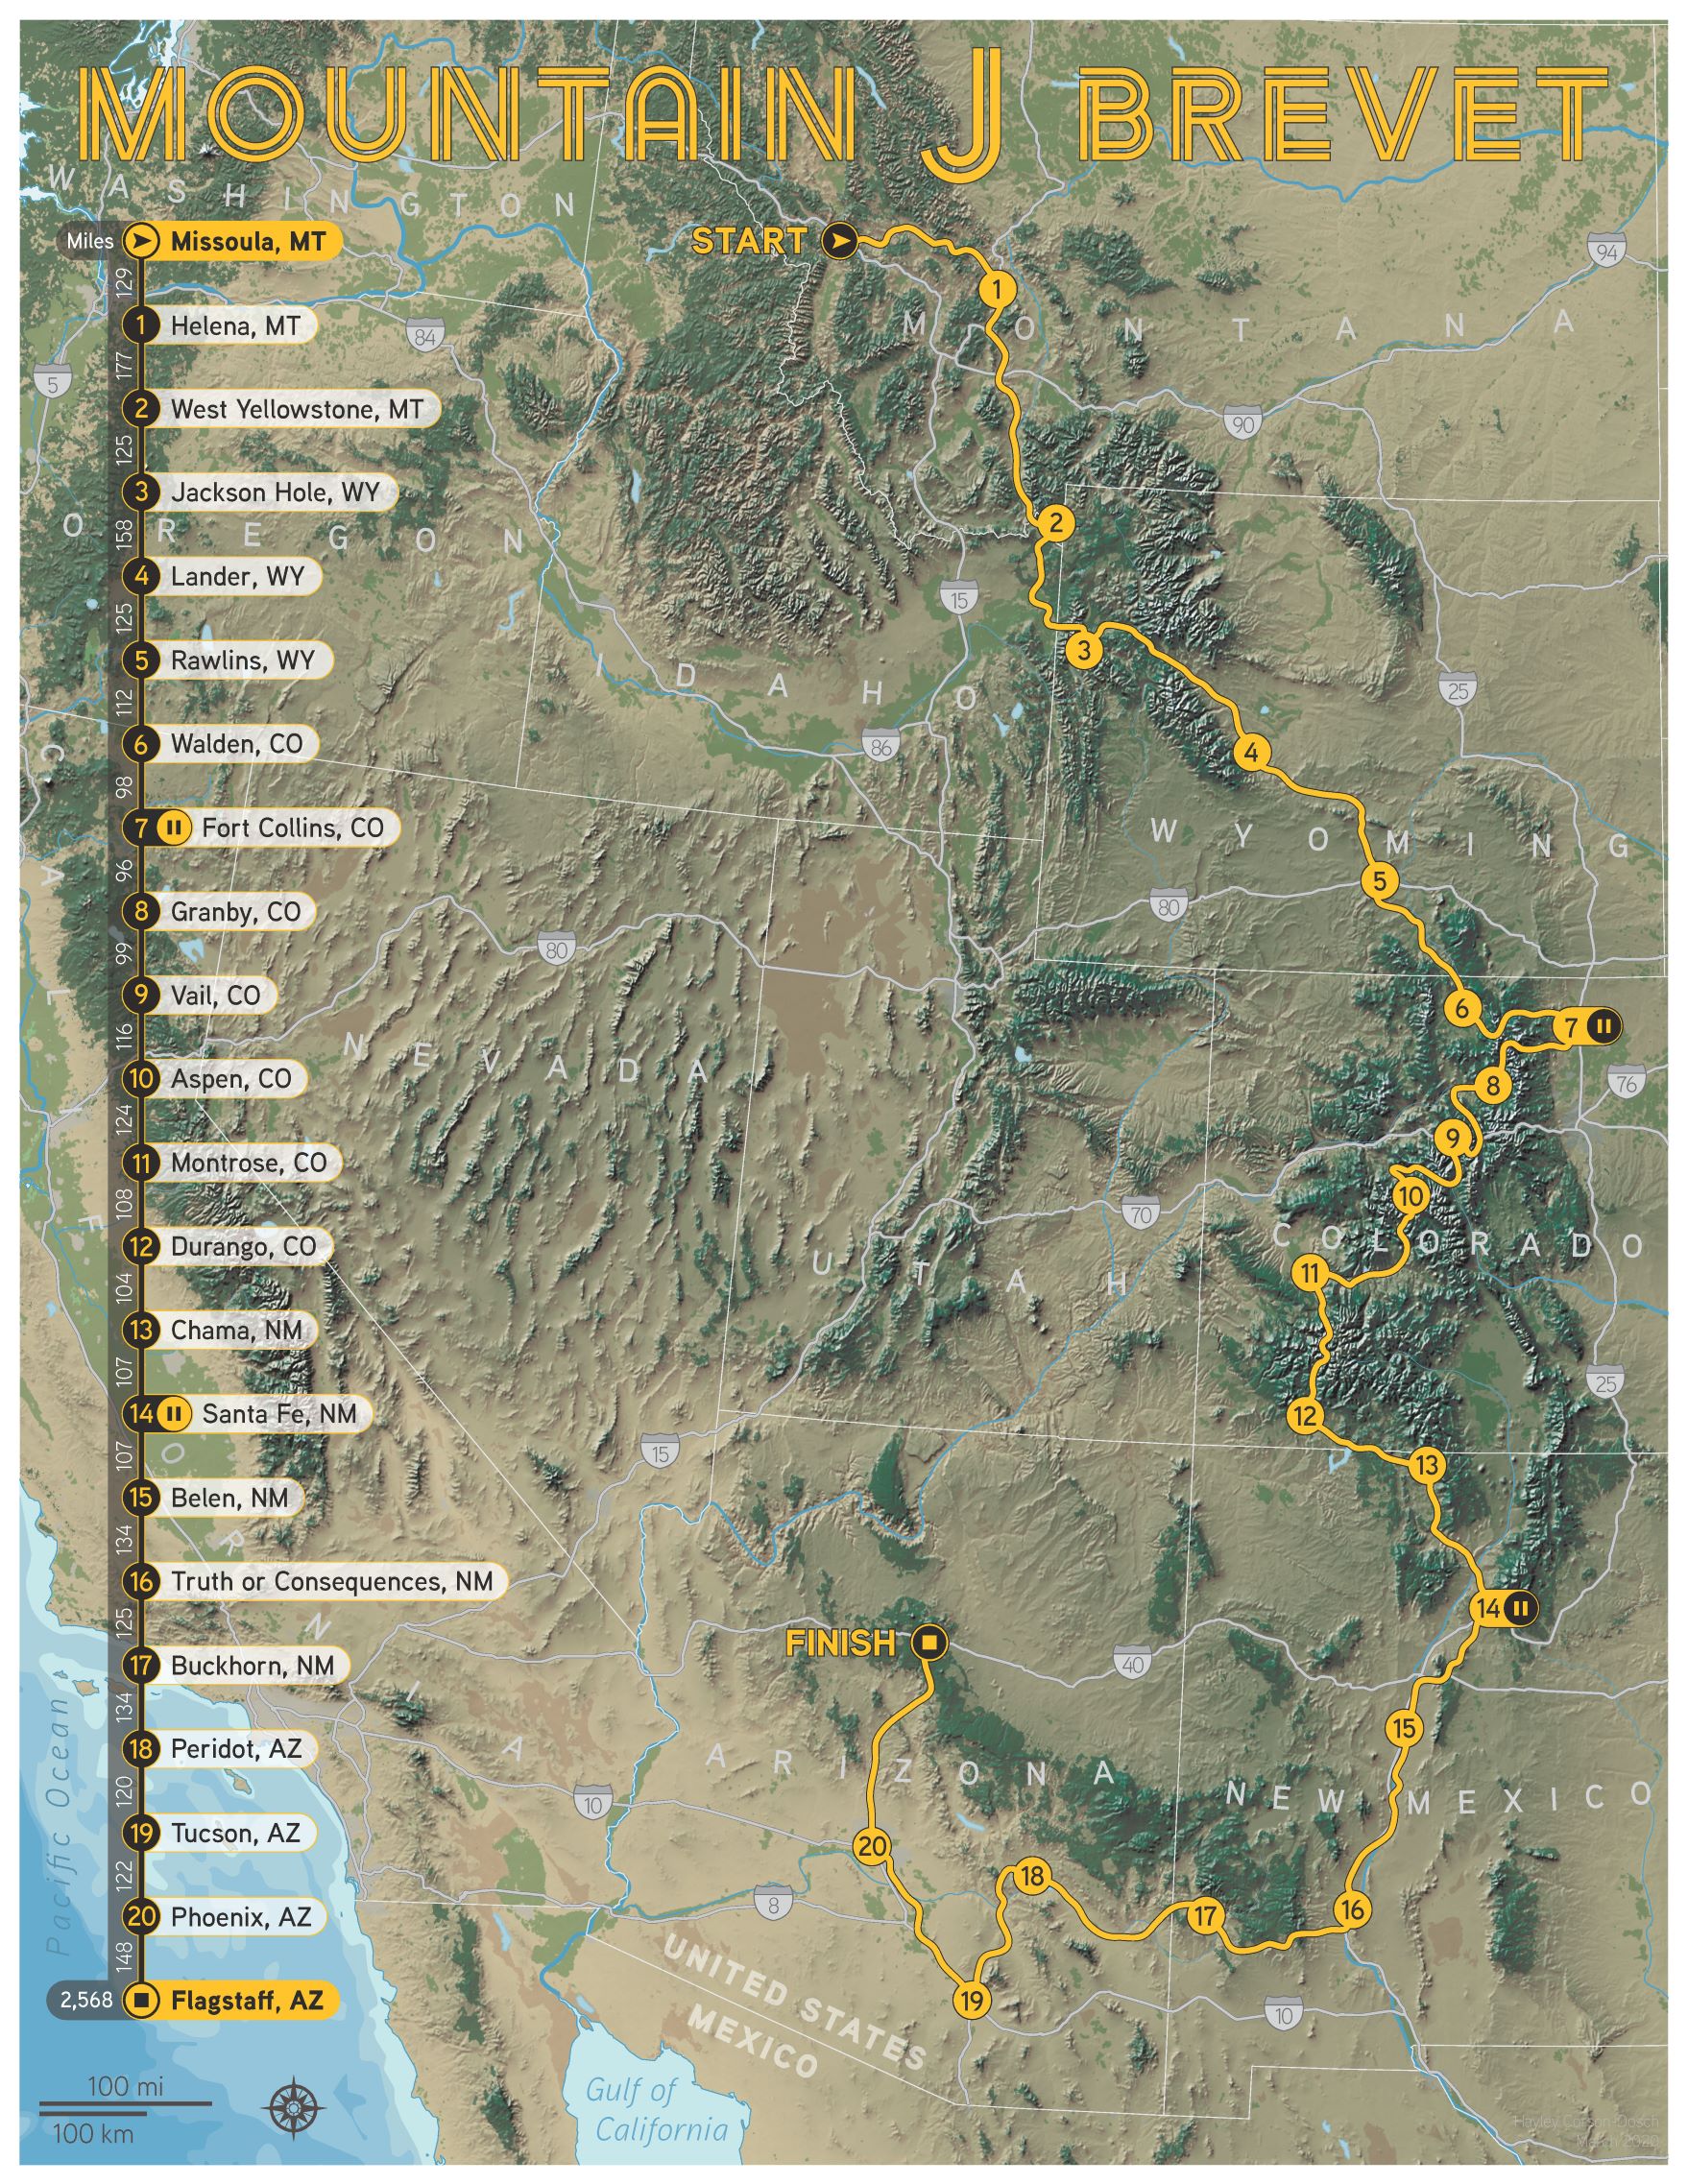 MOUNTAIN J BREVET
WASHINGTON
Miles
Missoula, MT
129
1 Helena, MT
177
2 West Yellowstone, MT
125
3 Jackson Hole, WY
158
4 Lander, WY
125
5 Rawlins, WY
112
6 Walden, CO
98
7 Fort Collins, CO
96
8 Granby, CO
99
9 Vail, CO
116
10 Aspen, CO
124
11 Montrose, CO
108
12 Durango, CO
104
13 Chama, NM
107
14 Santa Fe, NM
107
15 Belen, NM
134
16 Truth or Consequences, NM
125
17 Buckhorn, NM
134
18 Peridot, AZ
120
19 Tucson, AZ
122
20 Phoenix, AZ
148
2,568 Flagstaff, AZ
100 mi
100 km
START
1
94
MONTANA
84
5
90
2
OREGON
15
3
IDAHO
25
86
4
WYOMING
5
80
80
6
7
NEVADA
76
8
9
10
70
COLORADO
11
UTAH
25
12
15
13
14
FINISH
40
15
ARIZONA
NEW MEXICO
10
20
18
8
17
16
19
10
UNITED STATES
MEXICO
Pacific Ocean
Gulf of
California
Hayley Corson-Dosch
March 2020